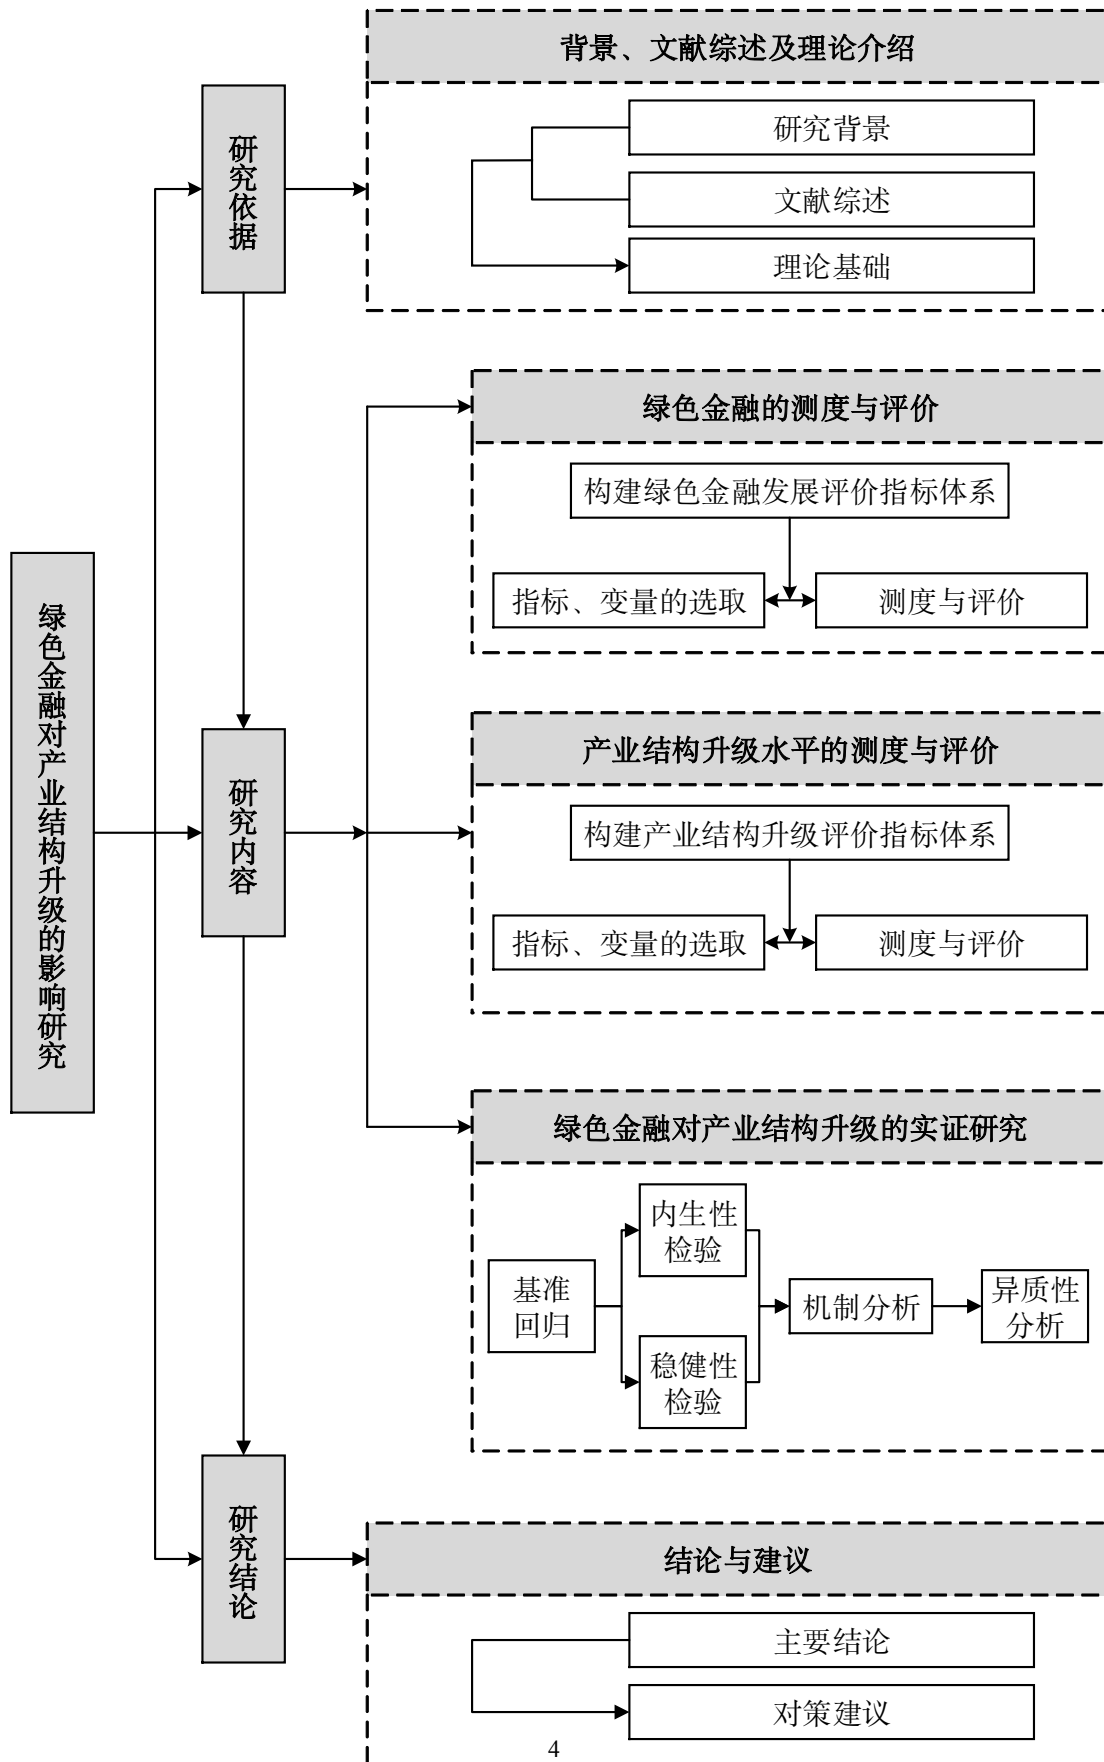 背景、文献综述及理论介绍
研究背景
文献综述
理论基础
研究依据
绿色金融的测度与评价
构建绿色金融发展评价指标体系
指标、变量的选取
测度与评价
绿色金融对产业结构升级的影响研究
研究内容
产业结构升级水平的测度与评价
构建产业结构升级评价指标体系
指标、变量的选取
测度与评价
绿色金融对产业结构升级的实证研究
基准
回归
内生性
检验
稳健性
检验
机制分析
异质性
分析
研究结论
结论与建议
主要结论
对策建议
4